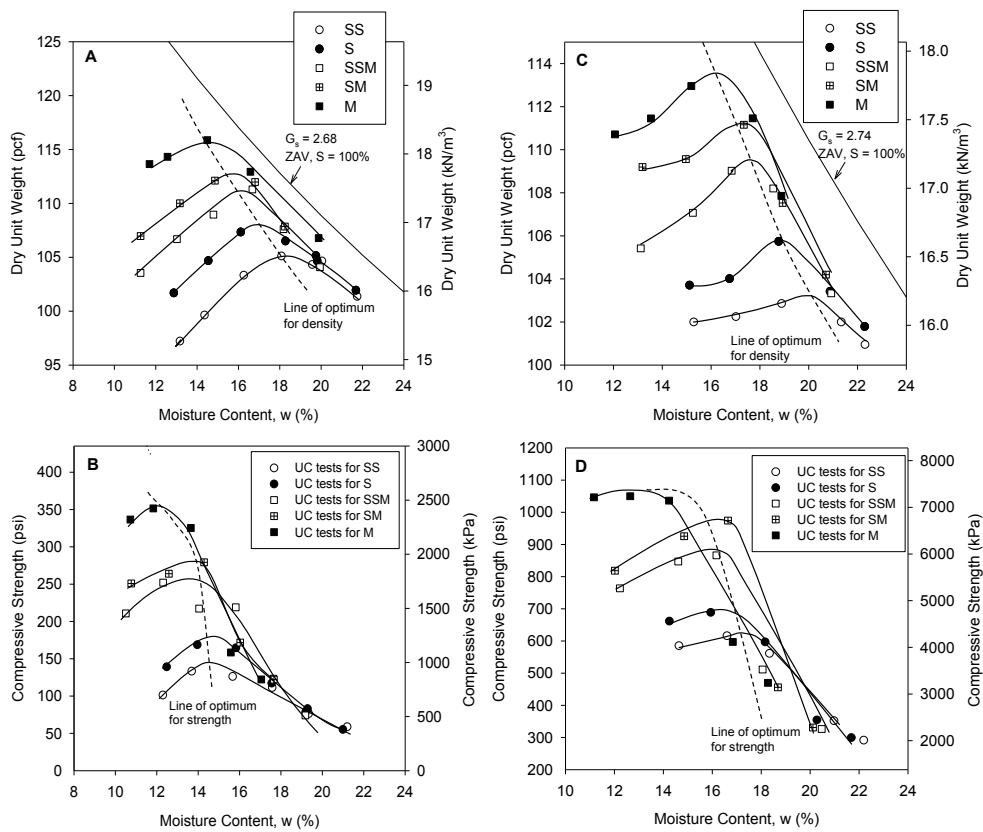 A
SS
S
SSM
SM
M
125
120
115
110
105
100
95
Dry Unit Weight (pcf)
19
18
17
16
15
Dry Unit Weight (kN/m³)
Gₛ = 2.68
ZAV, S = 100%
Line of optimum
for density
8 10 12 14 16 18 20 22 24
Moisture Content, w (%)
C
SS
S
SSM
SM
M
114
112
110
108
106
104
102
100
Dry Unit Weight (pcf)
18.0
17.5
17.0
16.5
16.0
Dry Unit Weight (kN/m³)
Gₛ = 2.74
ZAV, S = 100%
Line of optimum
for density
10 12 14 16 18 20 22 24
Moisture Content, w (%)
B
UC tests for SS
UC tests for S
UC tests for SSM
UC tests for SM
UC tests for M
400
350
300
250
200
150
100
50
0
Compressive Strength (psi)
3000
2500
2000
1500
1000
500
0
Compressive Strength (kPa)
Line of optimum
for strength
8 10 12 14 16 18 20 22 24
Moisture Content, w (%)
D
UC tests for SS
UC tests for S
UC tests for SSM
UC tests for SM
UC tests for M
1200
1100
1000
900
800
700
600
500
400
300
200
Compressive Strength (psi)
8000
7000
6000
5000
4000
3000
2000
Compressive Strength (kPa)
Line of optimum
for strength
10 12 14 16 18 20 22 24
Moisture Content, w (%)